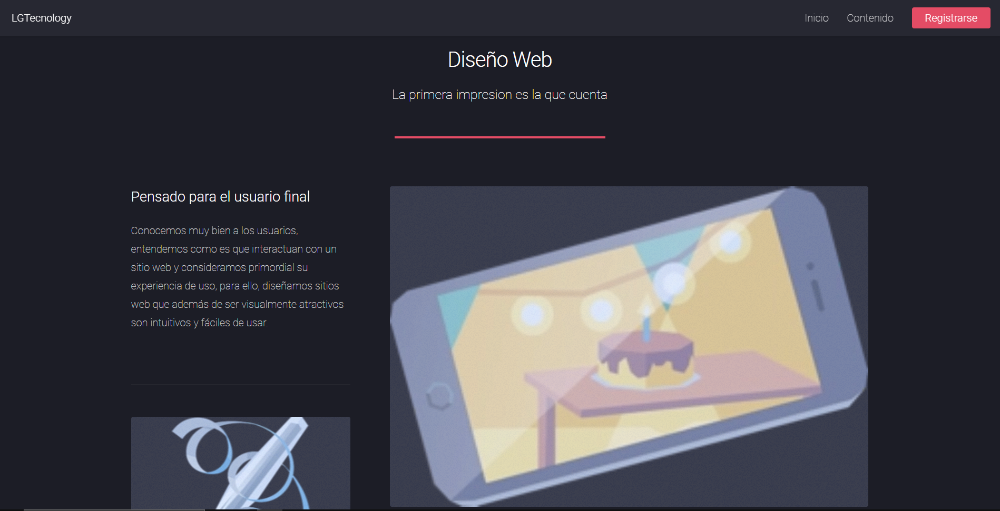 LGTecnology
Inicio
Contenido
Registrarse
Diseño Web
La primera impresion es la que cuenta
Pensado para el usuario final
Conocemos muy bien a los usuarios,
entendemos como es que interactuan con un
sitio web y consideramos primordial su
experiencia de uso, para ello, diseñamos sitios
web que además de ser visualmente atractivos
son intuitivos y fáciles de usar.